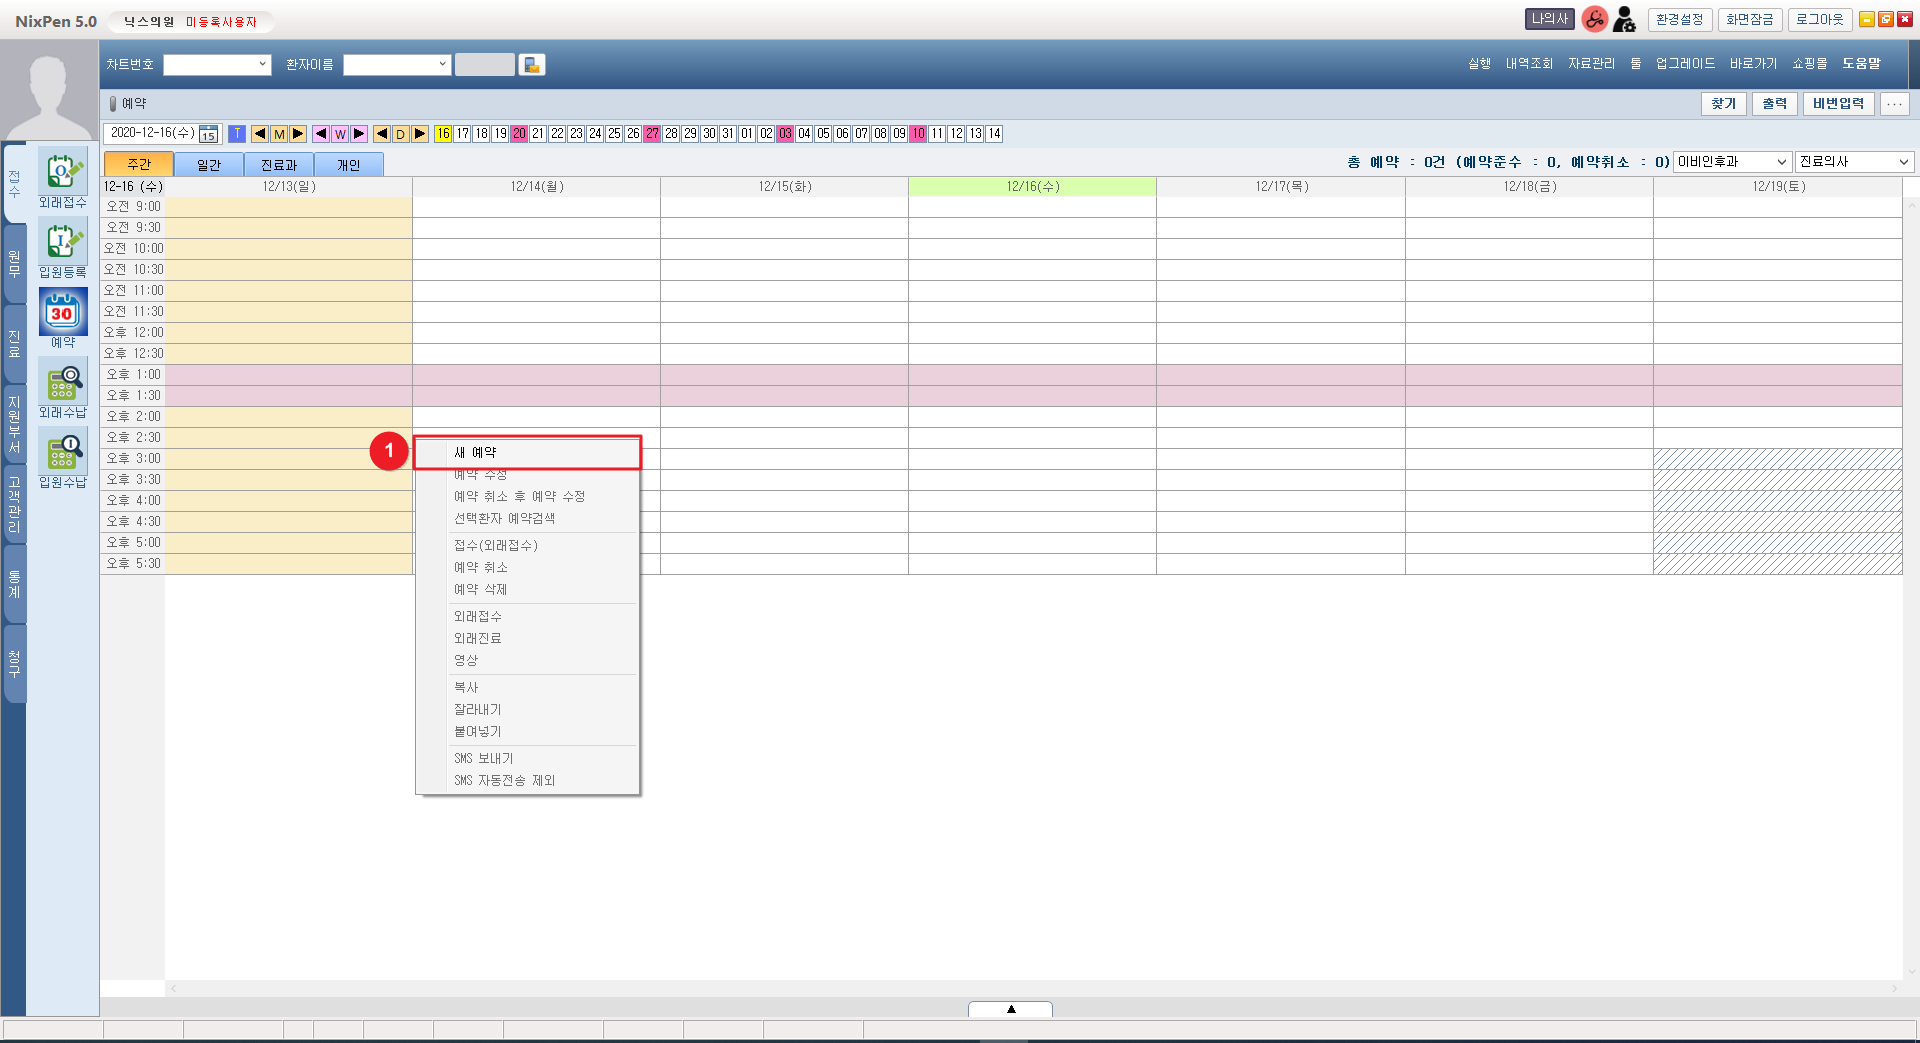 NixPen 5.0 닉스의원 미등록사용자 나의사 환경설정 화면잠금 로그아웃
차트번호 환자이름 실행 내역조회 자료관리 툴 업그레이드 바로가기 쇼핑몰 도움말
예약 찾기 출력 비번입력 ...
2020-12-16(수) 15 T ◀ M ▶ ◀ W ▶ ◀ D ▶ 16 17 18 19 20 21 22 23 24 25 26 27 28 29 30 31 01 02 03 04 05 06 07 08 09 10 11 12 13 14
주간 일간 진료과 개인 총 예약 : 0건 (예약준수 : 0, 예약취소 : 0) 이비인후과 진료의사
12-16 (수) 12/13(일) 12/14(월) 12/15(화) 12/16(수) 12/17(목) 12/18(금) 12/19(토)
오전 9:00
오전 9:30
오전 10:00
오전 10:30
오전 11:00
오전 11:30
오후 12:00
오후 12:30
오후 1:00
오후 1:30
오후 2:00
오후 2:30
오후 3:00
오후 3:30
오후 4:00
오후 4:30
오후 5:00
오후 5:30
접수
원무
진료
지원부서
고객관리
통계
청구
O
외래접수
I
입원등록
30
예약
외래수납
입원수납
1
새 예약
예약 수정
예약 취소 후 예약 수정
선택환자 예약검색
접수(외래접수)
예약 취소
예약 삭제
외래접수
외래진료
영상
복사
잘라내기
붙여넣기
SMS 보내기
SMS 자동전송 제외
▲